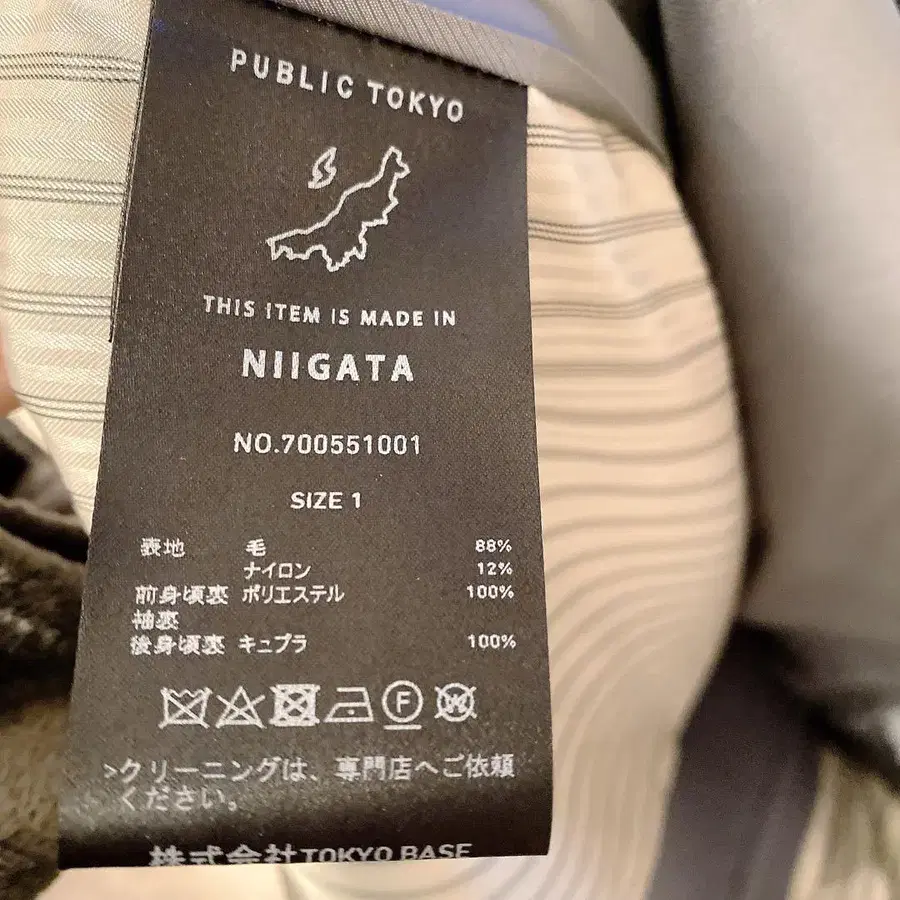 PUBLIC TOKYO
THIS ITEM IS MADE IN
NIIGATA
NO.700551001
SIZE 1
表地 毛 88%
ナイロン 12%
前身頃裏 ポリエステル 100%
袖裏
後身頃裏 キュプラ 100%
F
W
>クリーニングは、専門店へご依頼
ください。
株式会社TOKYO BASE